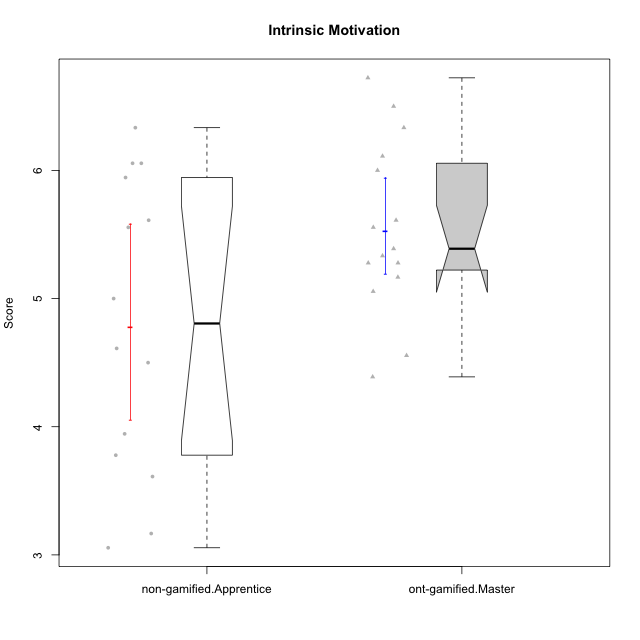 Intrinsic Motivation
Score
6
5
4
3
non-gamified.Apprentice
ont-gamified.Master